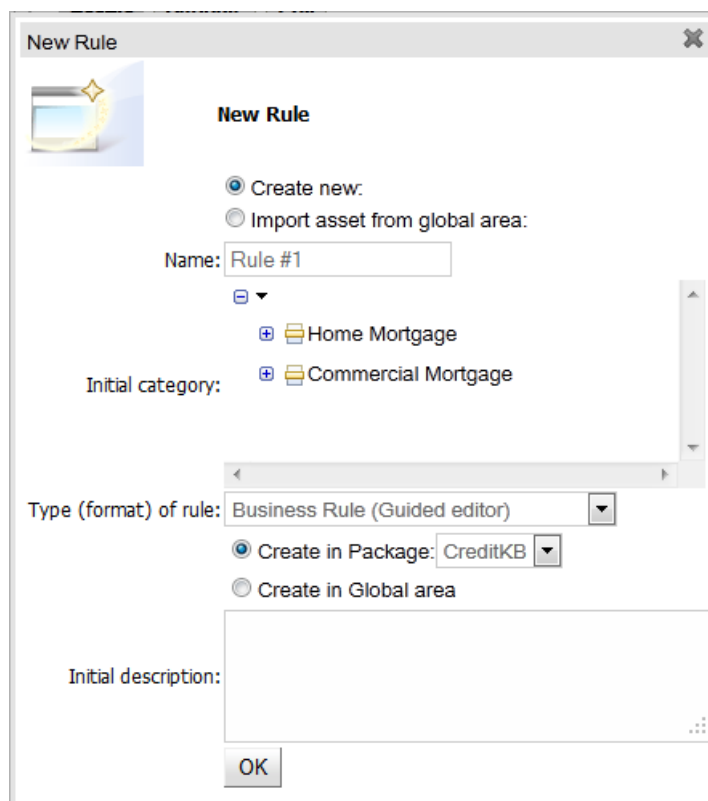 New Rule
New Rule
Create new:
Import asset from global area:
Name: Rule #1
Home Mortgage
Commercial Mortgage
Initial category:
Type (format) of rule: Business Rule (Guided editor)
Create in Package: CreditKB
Create in Global area
Initial description:
OK